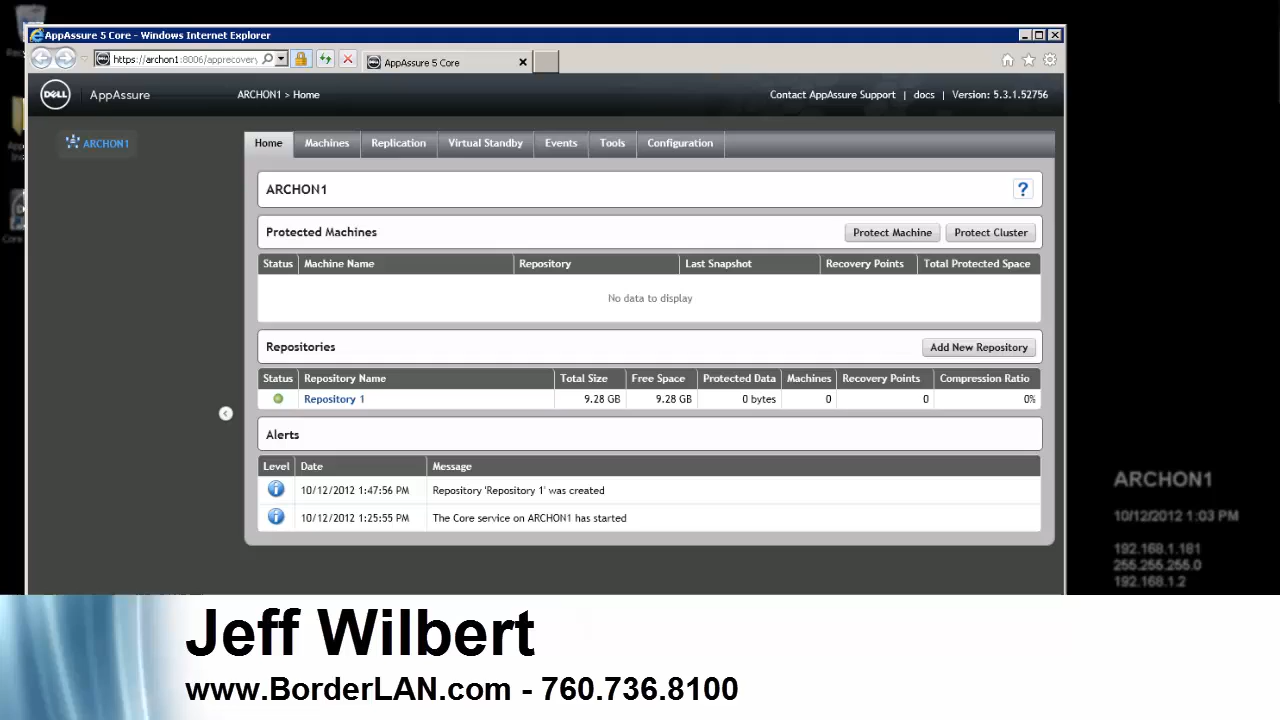 AppAssure 5 Core - Windows Internet Explorer
https://archon1:8006/apprecovery
AppAssure 5 Core
DELL AppAssure ARCHON1 > Home Contact AppAssure Support | docs | Version: 5.3.1.52756
ARCHON1
Home Machines Replication Virtual Standby Events Tools Configuration
ARCHON1 ?
Protected Machines Protect Machine Protect Cluster
Status Machine Name Repository Last Snapshot Recovery Points Total Protected Space
No data to display
Repositories Add New Repository
Status Repository Name Total Size Free Space Protected Data Machines Recovery Points Compression Ratio
Repository 1 9.28 GB 9.28 GB 0 bytes 0 0 0%
Alerts
Level Date Message
10/12/2012 1:47:56 PM Repository 'Repository 1' was created
10/12/2012 1:25:55 PM The Core service on ARCHON1 has started
ARCHON1
10/12/2012 1:03 PM
192.168.1.181
255.255.255.0
192.168.1.2
Jeff Wilbert
www.BorderLAN.com - 760.736.8100